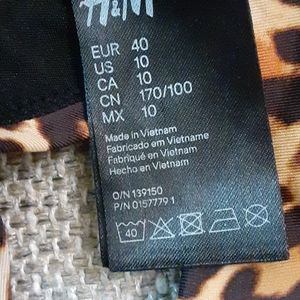 H&M
EUR 40
US 10
CA 10
CN 170/100
MX 10
Made in Vietnam
Fabricado em Vietname
Fabriqué en Vietnam
Hecho en Vietnam
O/N 139150
P/N 0157779 1
40